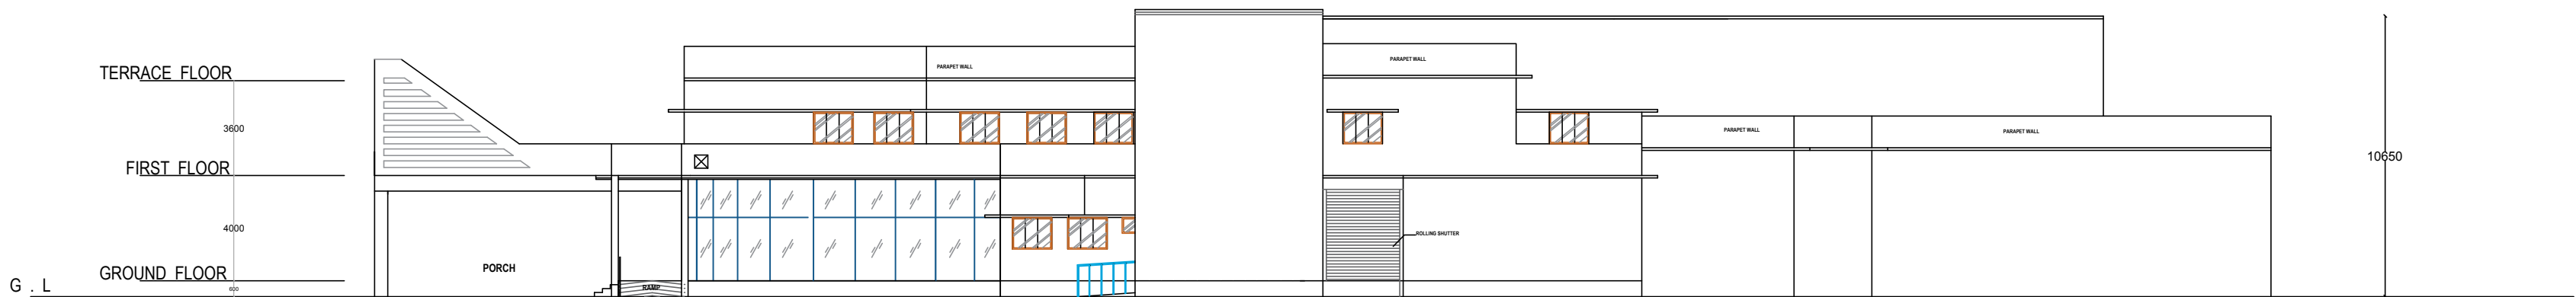 TERRACE FLOOR
3600
FIRST FLOOR
4000
GROUND FLOOR
G . L
600
PORCH
RAMP
PARAPET WALL
PARAPET WALL
ROLLING SHUTTER
PARAPET WALL
PARAPET WALL
10650